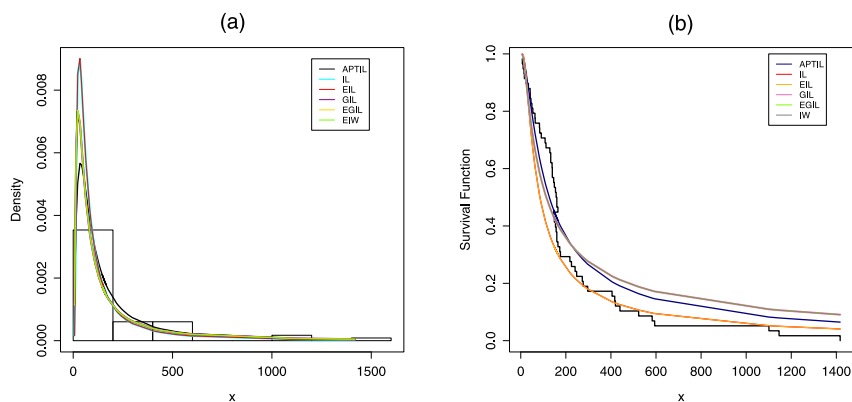 (a)
Density
0.000
0.002
0.004
0.006
0.008
0
500
1000
1500
x
APTIL
IL
EIL
GIL
EGIL
EIW
(b)
Survival Function
0.0
0.2
0.4
0.6
0.8
1.0
0
200
400
600
800
1000
1200
1400
x
APTIL
IL
EIL
GIL
EGIL
IW